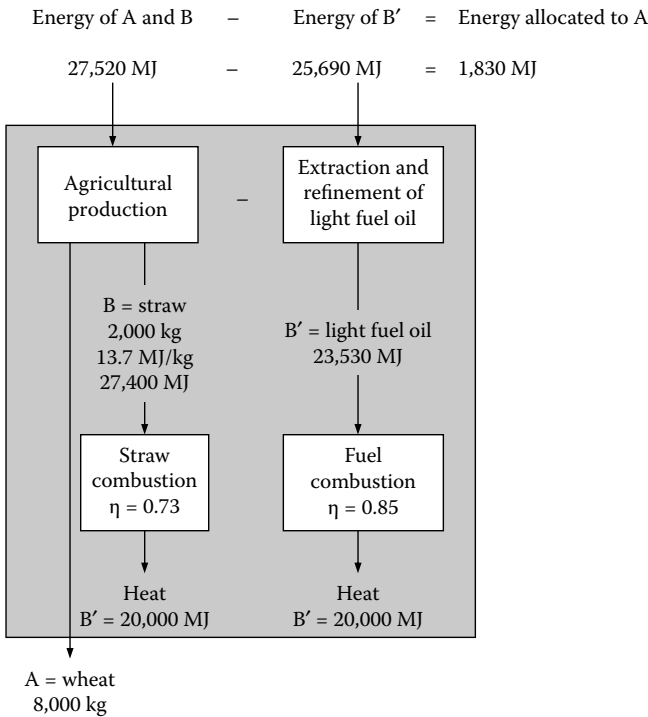 Energy of A and B – Energy of B′ = Energy allocated to A
27,520 MJ – 25,690 MJ = 1,830 MJ
Agricultural
production
–
Extraction and
refinement of
light fuel oil
B = straw
2,000 kg
13.7 MJ/kg
27,400 MJ
B′ = light fuel oil
23,530 MJ
Straw
combustion
η = 0.73
Fuel
combustion
η = 0.85
Heat
B′ = 20,000 MJ
Heat
B′ = 20,000 MJ
A = wheat
8,000 kg